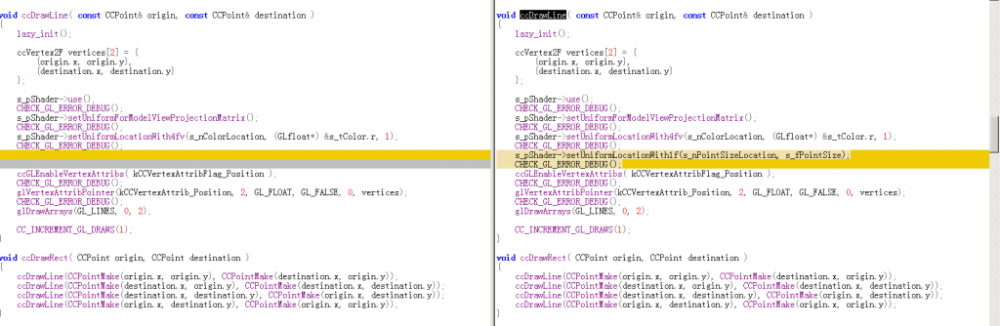 void ccDrawLine( const CCPoint& origin, const CCPoint& destination )
{
lazy_init();
ccVertex2F vertices[2] = {
{origin.x, origin.y},
{destination.x, destination.y}
};
s_pShader->use();
CHECK_GL_ERROR_DEBUG();
s_pShader->setUniformForModelViewProjectionMatrix();
CHECK_GL_ERROR_DEBUG();
s_pShader->setUniformLocationWith4fv(s_nColorLocation, (GLfloat*) &s_tColor.r, 1);
CHECK_GL_ERROR_DEBUG();
ccGLEnableVertexAttribs( kCCVertexAttribFlag_Position );
CHECK_GL_ERROR_DEBUG();
glVertexAttribPointer(kCCVertexAttrib_Position, 2, GL_FLOAT, GL_FALSE, 0, vertices);
CHECK_GL_ERROR_DEBUG();
glDrawArrays(GL_LINES, 0, 2);
CC_INCREMENT_GL_DRAWS(1);
}
void ccDrawRect( CCPoint origin, CCPoint destination )
{
ccDrawLine(CCPointMake(origin.x, origin.y), CCPointMake(destination.x, origin.y));
ccDrawLine(CCPointMake(destination.x, origin.y), CCPointMake(destination.x, destination.y));
ccDrawLine(CCPointMake(destination.x, destination.y), CCPointMake(origin.x, destination.y));
ccDrawLine(CCPointMake(origin.x, destination.y), CCPointMake(origin.x, origin.y));
void ccDrawLine( const CCPoint& origin, const CCPoint& destination )
{
lazy_init();
ccVertex2F vertices[2] = {
{origin.x, origin.y},
{destination.x, destination.y}
};
s_pShader->use();
CHECK_GL_ERROR_DEBUG();
s_pShader->setUniformForModelViewProjectionMatrix();
CHECK_GL_ERROR_DEBUG();
s_pShader->setUniformLocationWith4fv(s_nColorLocation, (GLfloat*) &s_tColor.r, 1);
CHECK_GL_ERROR_DEBUG();
s_pShader->setUniformLocationWith1f(s_nPointSizeLocation, s_fPointSize);
CHECK_GL_ERROR_DEBUG();
ccGLEnableVertexAttribs( kCCVertexAttribFlag_Position );
CHECK_GL_ERROR_DEBUG();
glVertexAttribPointer(kCCVertexAttrib_Position, 2, GL_FLOAT, GL_FALSE, 0, vertices);
CHECK_GL_ERROR_DEBUG();
glDrawArrays(GL_LINES, 0, 2);
CC_INCREMENT_GL_DRAWS(1);
}
void ccDrawRect( CCPoint origin, CCPoint destination )
{
ccDrawLine(CCPointMake(origin.x, origin.y), CCPointMake(destination.x, origin.y));
ccDrawLine(CCPointMake(destination.x, origin.y), CCPointMake(destination.x, destination.y));
ccDrawLine(CCPointMake(destination.x, destination.y), CCPointMake(origin.x, destination.y));
ccDrawLine(CCPointMake(origin.x, destination.y), CCPointMake(origin.x, origin.y));